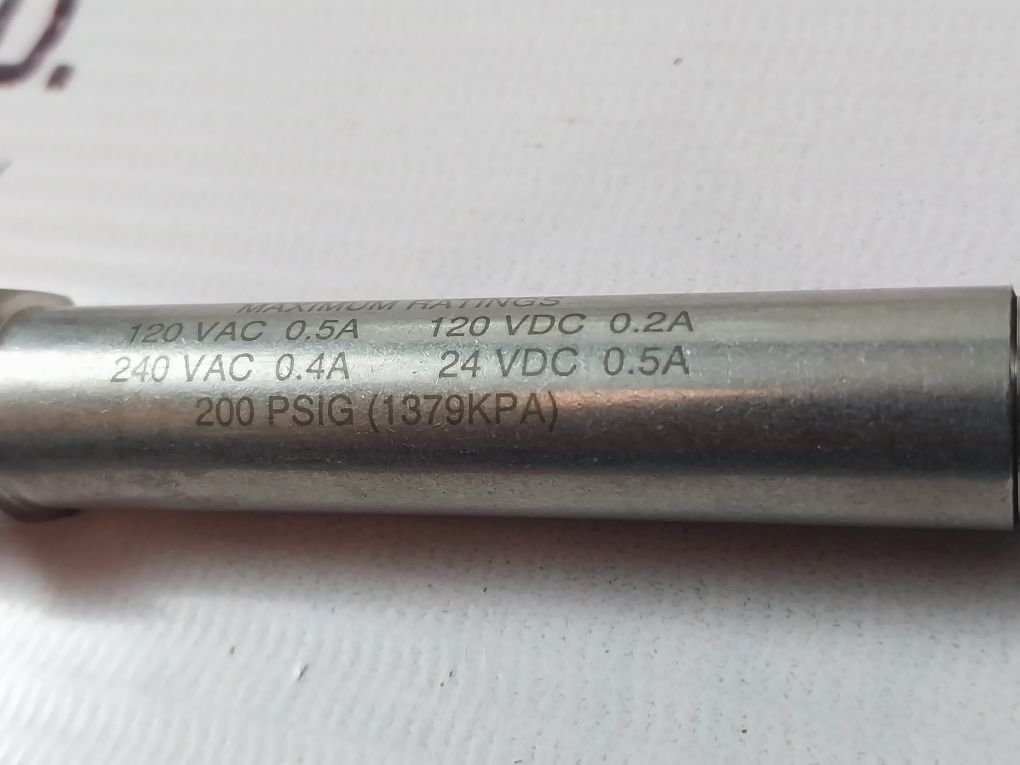 D.
MAXIMUM RATINGS
120 VAC 0.5A 120 VDC 0.2A
240 VAC 0.4A 24 VDC 0.5A
200 PSIG (1379KPA)